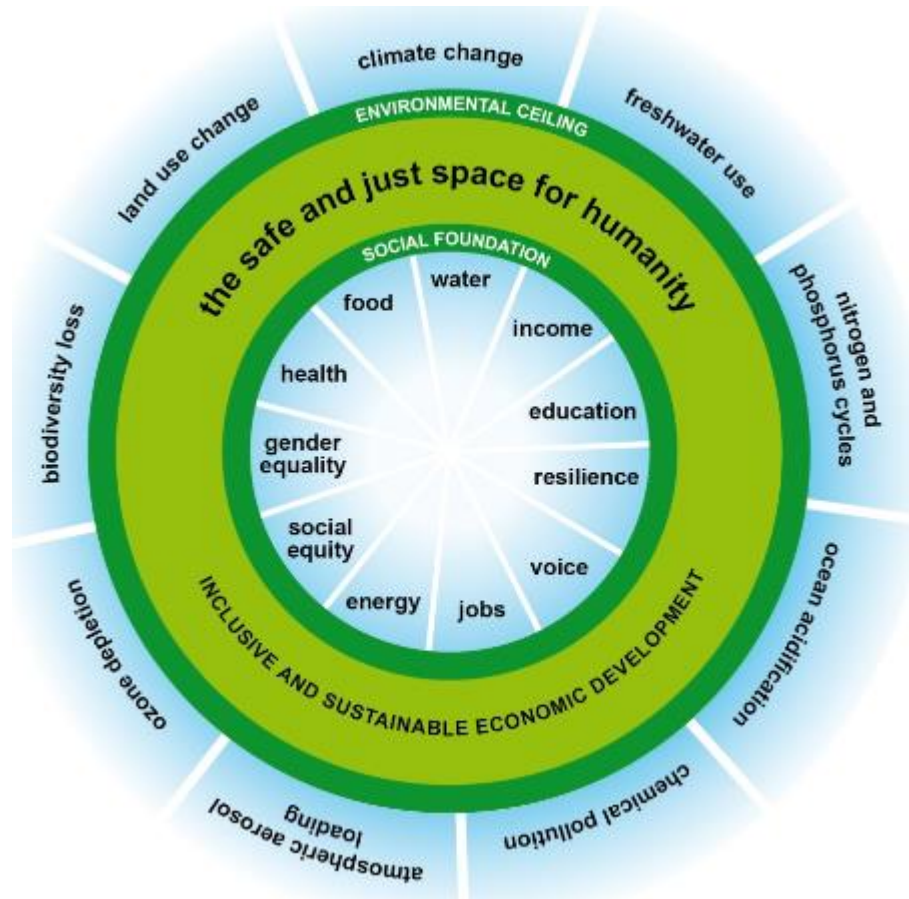 climate change
freshwater use
nitrogen and
phosphorus cycles
ocean acidification
chemical pollution
atmospheric aerosol
loading
ozone depletion
biodiversity loss
land use change
ENVIRONMENTAL CEILING
the safe and just space for humanity
SOCIAL FOUNDATION
water
income
education
resilience
voice
jobs
energy
social
equity
gender
equality
health
food
INCLUSIVE AND SUSTAINABLE ECONOMIC DEVELOPMENT